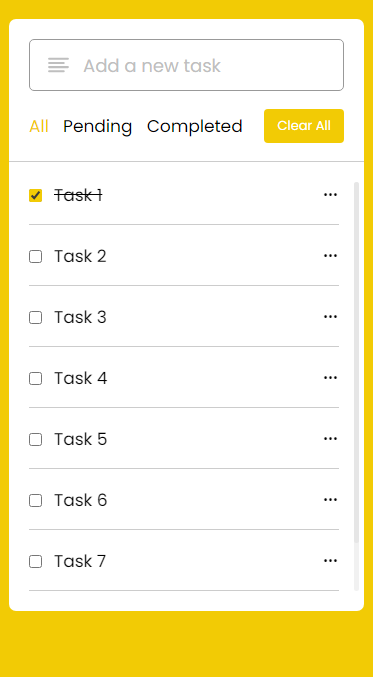 Add a new task
All Pending Completed Clear All
Task 1
Task 2
Task 3
Task 4
Task 5
Task 6
Task 7